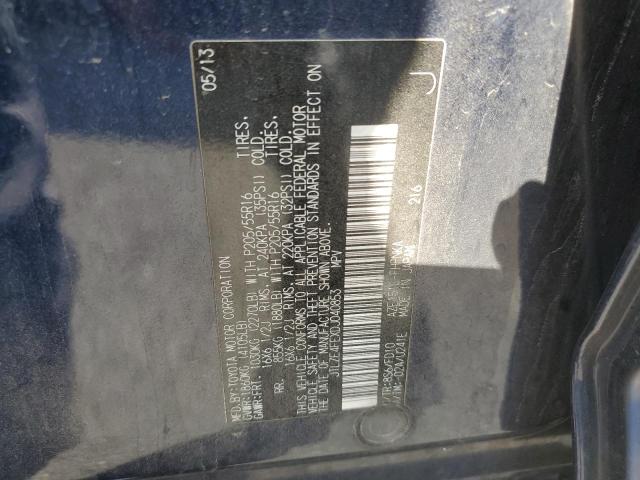 MFD.BY:TOYOTA MOTOR CORPORATION 05/13
GVWR:1860KG (4105LB)
GAWR:FRT. 1030KG (2270LB) WITH P205/55R16 TIRES.
16x6 1/2J RIMS. AT 240KPA (35PSI) COLD.
RR. 855KG (1880LB) WITH P205/55R16 TIRES.
16x6 1/2J RIMS. AT 220KPA (32PSI) COLD.
THIS VEHICLE CONFORMS TO ALL APPLICABLE FEDERAL MOTOR
VEHICLE SAFETY AND THEFT PREVENTION STANDARDS IN EFFECT ON
THE DATE OF MANUFACTURE SHOWN ABOVE.
MPV
J
216
C/TR:8S6/FD10
JAPAN